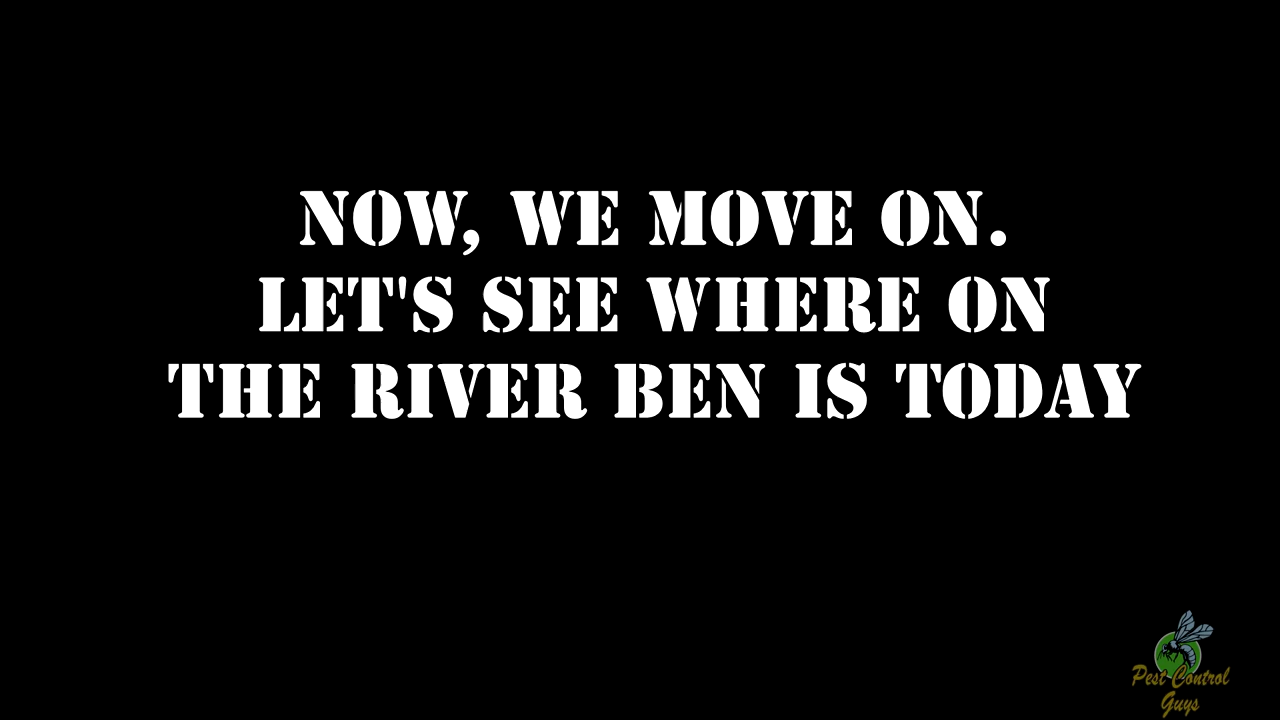 NOW, WE MOVE ON.
LET'S SEE WHERE ON
THE RIVER BEN IS TODAY
Pest Control
Guys